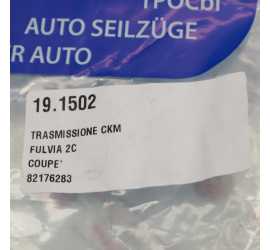 ТРОСЫ
AUTO SEILZÜGE
R AUTO
19.1502
TRASMISSIONE CKM
FULVIA 2C
COUPE'
82176283